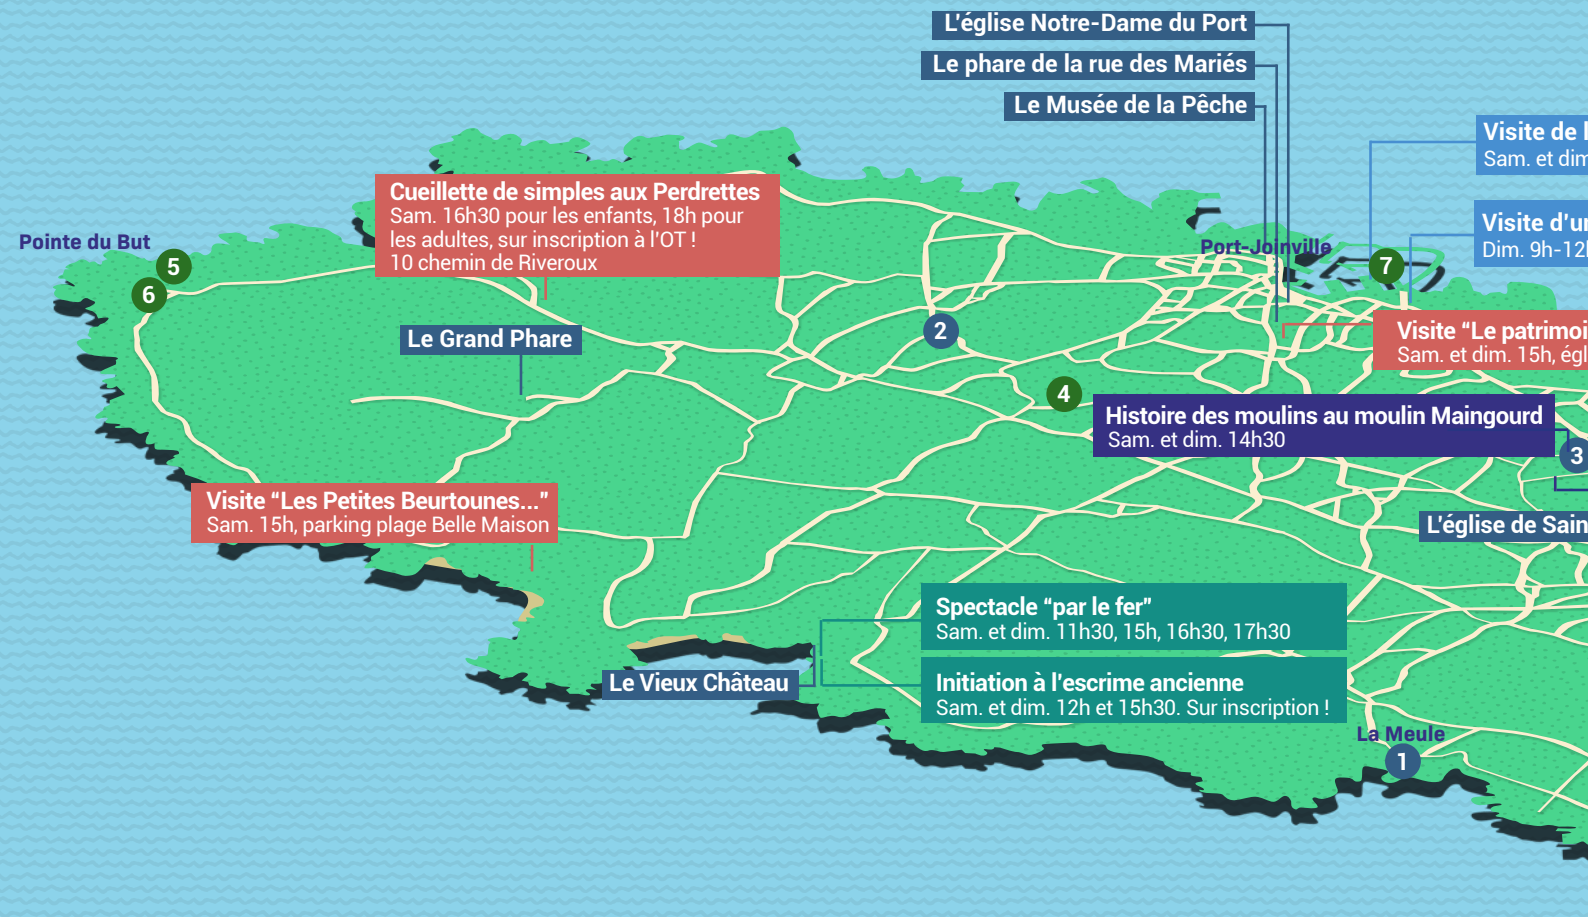 L'église Notre-Dame du Port
Le phare de la rue des Mariés
Le Musée de la Pêche
Visite de l
Sam. et dim
Cueillette de simples aux Perdrettes
Sam. 16h30 pour les enfants, 18h pour
les adultes, sur inscription à l'OT !
10 chemin de Riveroux
Visite d'un
Dim. 9h-12h
Pointe du But
Port-Joinville
5
6
7
2
Le Grand Phare
Visite “Le patrimoi
Sam. et dim. 15h, égl
4
Histoire des moulins au moulin Maingourd
Sam. et dim. 14h30
3
Visite “Les Petites Beurtounes...”
Sam. 15h, parking plage Belle Maison
L'église de Sain
Spectacle “par le fer”
Sam. et dim. 11h30, 15h, 16h30, 17h30
Le Vieux Château
Initiation à l'escrime ancienne
Sam. et dim. 12h et 15h30. Sur inscription !
La Meule
1